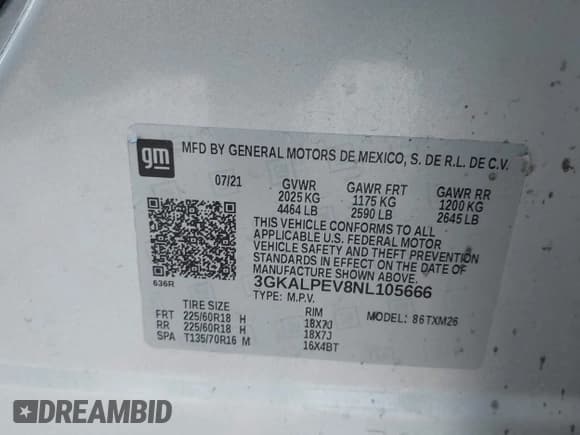 gm
MFD BY GENERAL MOTORS DE MEXICO, S. DE R.L. DE C.V.
07/21 GVWR GAWR FRT GAWR RR
2025 KG 1175 KG 1200 KG
4464 LB 2590 LB 2645 LB
THIS VEHICLE CONFORMS TO ALL
APPLICABLE U.S. FEDERAL MOTOR
VEHICLE SAFETY AND THEFT PREVENTION
STANDARDS IN EFFECT ON THE DATE OF
MANUFACTURE SHOWN ABOVE.
3GKALPEV8NL105666
636R
TYPE: M.P.V.
TIRE SIZE RIM MODEL: 86TXM26
FRT 225/60R18 H 18X7J
RR 225/60R18 H 18X7J
SPA T135/70R16 M 16X4BT
DREAMBID